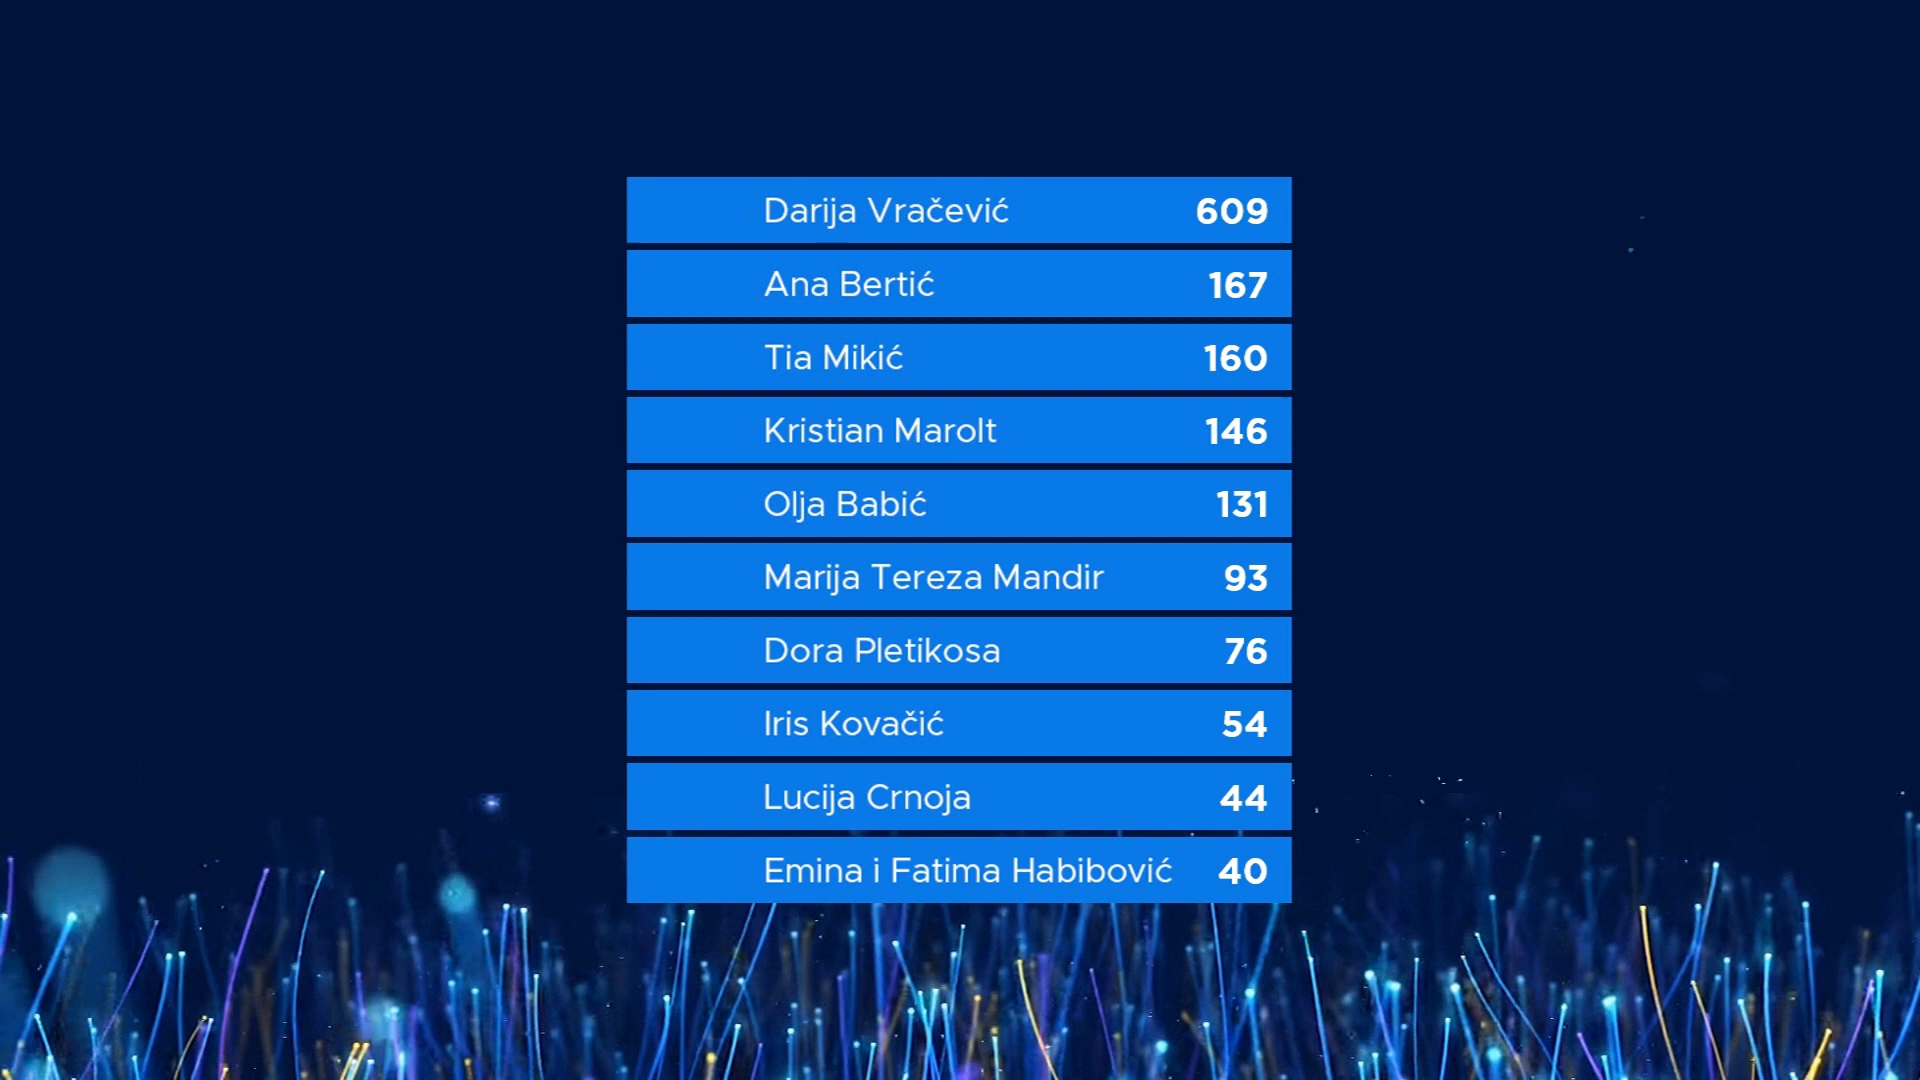 Darija Vračević 609
Ana Bertić 167
Tia Mikić 160
Kristian Marolt 146
Olja Babić 131
Marija Tereza Mandir 93
Dora Pletikosa 76
Iris Kovačić 54
Lucija Crnoja 44
Emina i Fatima Habibović 40